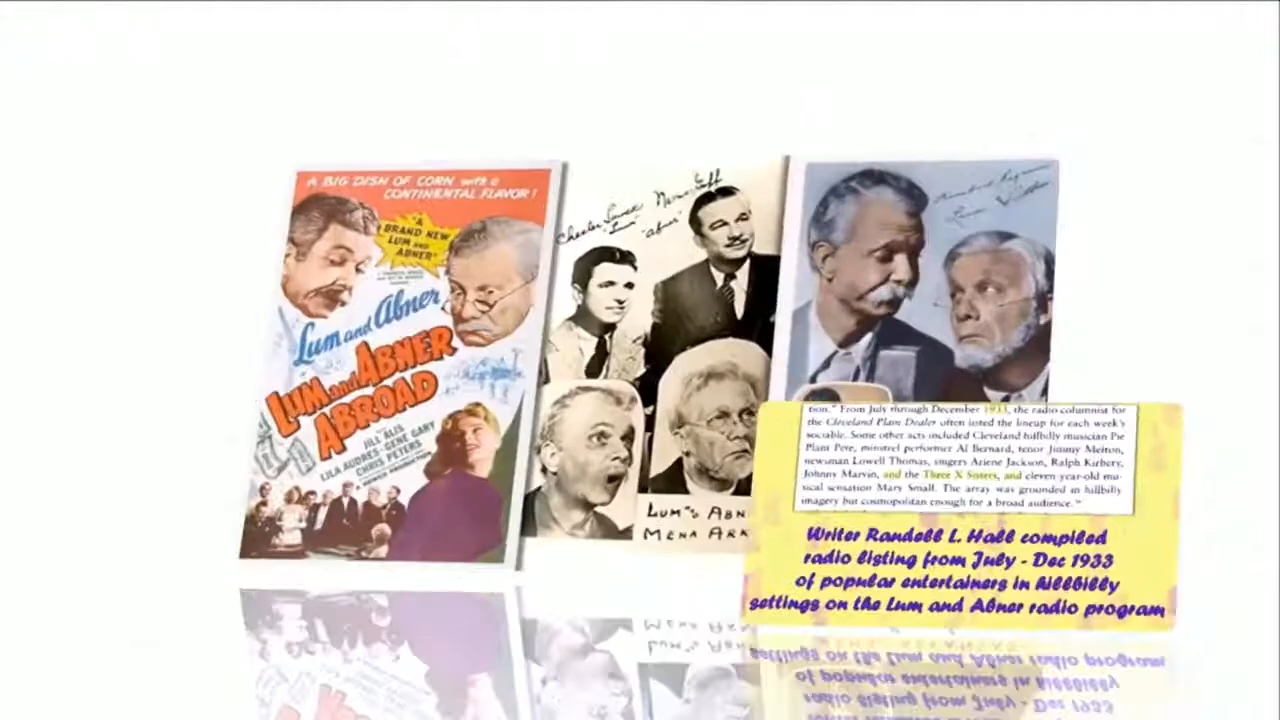 A BIG DISH OF CORN with a
CONTINENTAL FLAVOR!
"A
BRAND NEW
LUM AND
ABNER"
Lum and Abner
LUM and ABNER
ABROAD
JILL ALIS
LILA AUDRES - GENE GARY
CHRIS PETERS
Chester Lauck Norris Goff
"Lum" "Abner"
LUM & ABN
MENA ARK
tion." From July through December 1933, the radio columnist for
the Cleveland Plain Dealer often listed the lineup for each week's
sociable. Some other acts included Cleveland hillbilly musician Pie
Plant Pete, minstrel performer Al Bernard, tenor Jimmy Melton,
newsman Lowell Thomas, singers Arlene Jackson, Ralph Kirbery,
Johnny Marvin, and the Three X Sisters, and eleven year-old mu-
sical sensation Mary Small. The array was grounded in hillbilly
imagery but cosmopolitan enough for a broad audience."
Writer Randell L. Hall compiled
radio listing from July - Dec 1933
of popular entertainers in hillbilly
settings on the Lum and Abner radio program